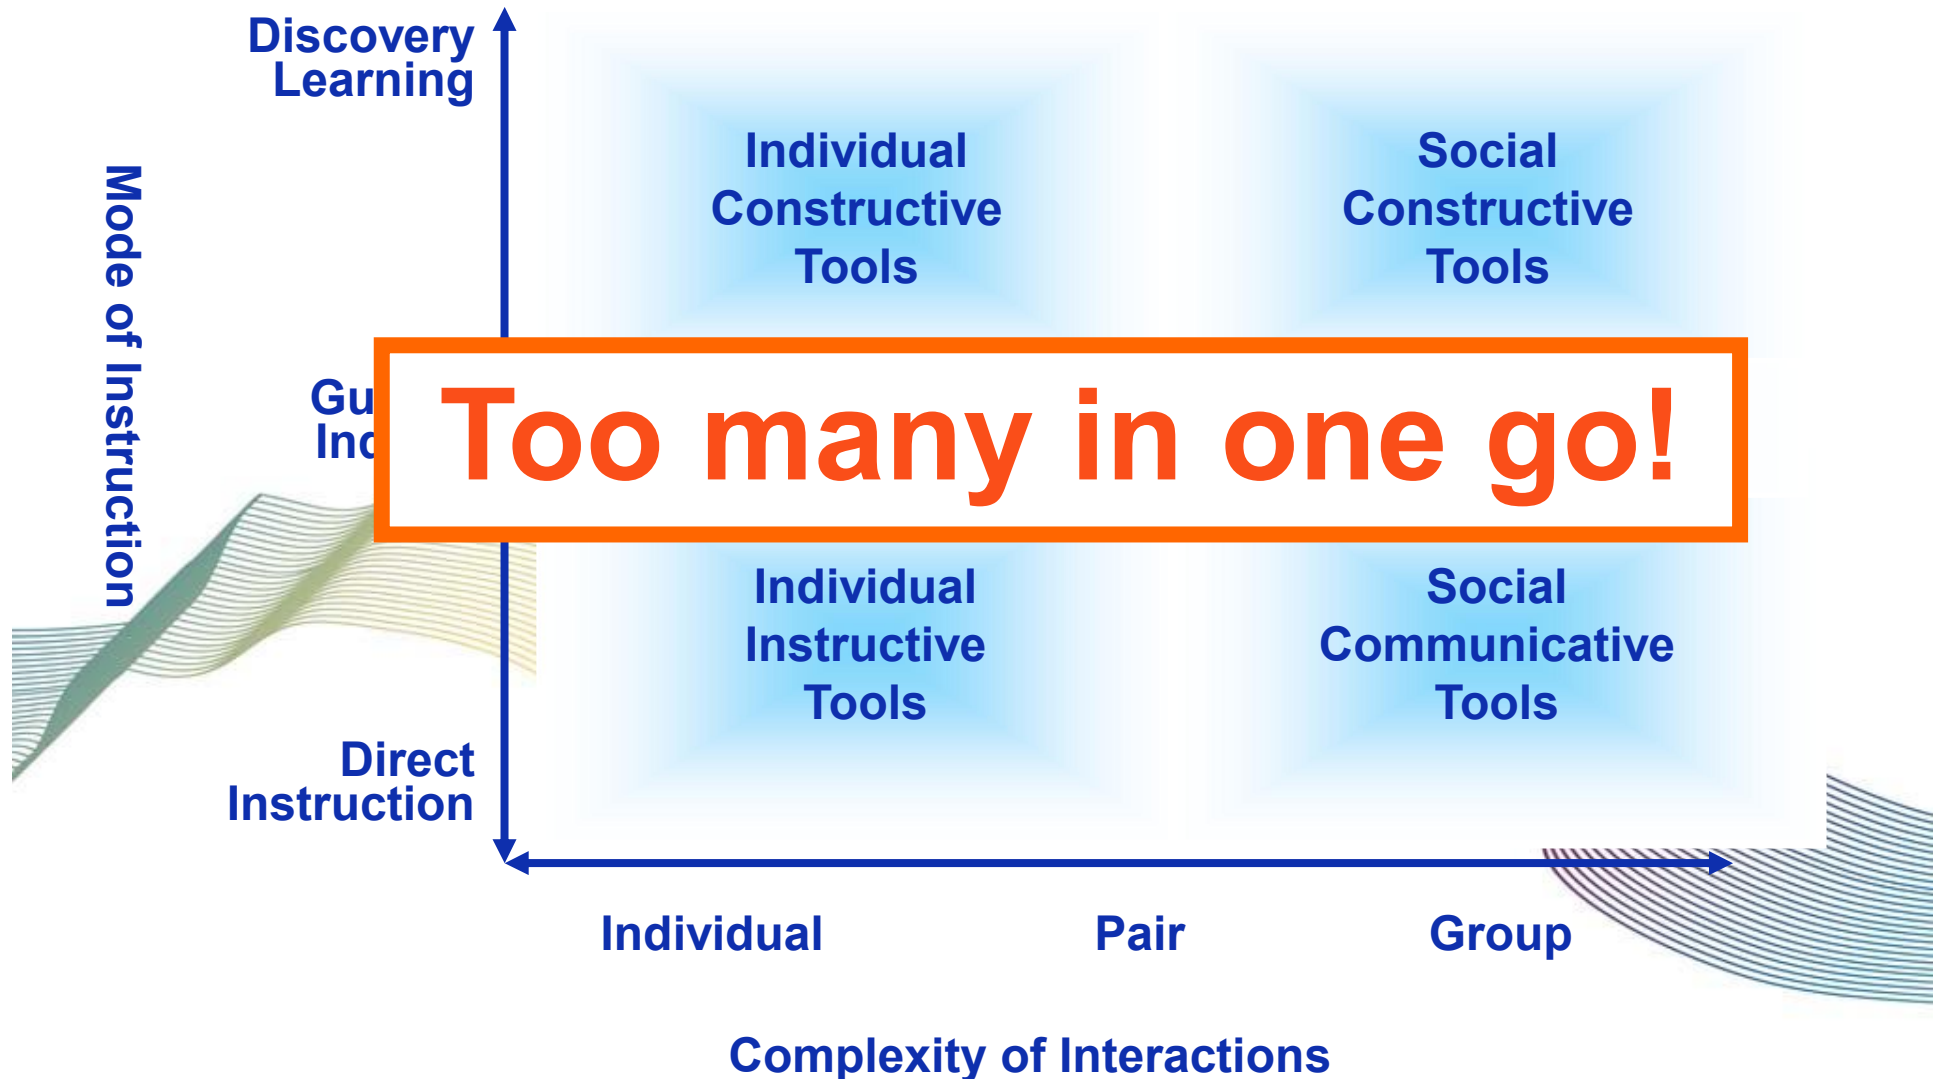 Discovery
Learning
Individual
Constructive
Tools
Social
Constructive
Tools
Mode of Instruction
Too many in one go!
Individual
Instructive
Tools
Social
Communicative
Tools
Direct
Instruction
Individual Pair Group
Complexity of Interactions